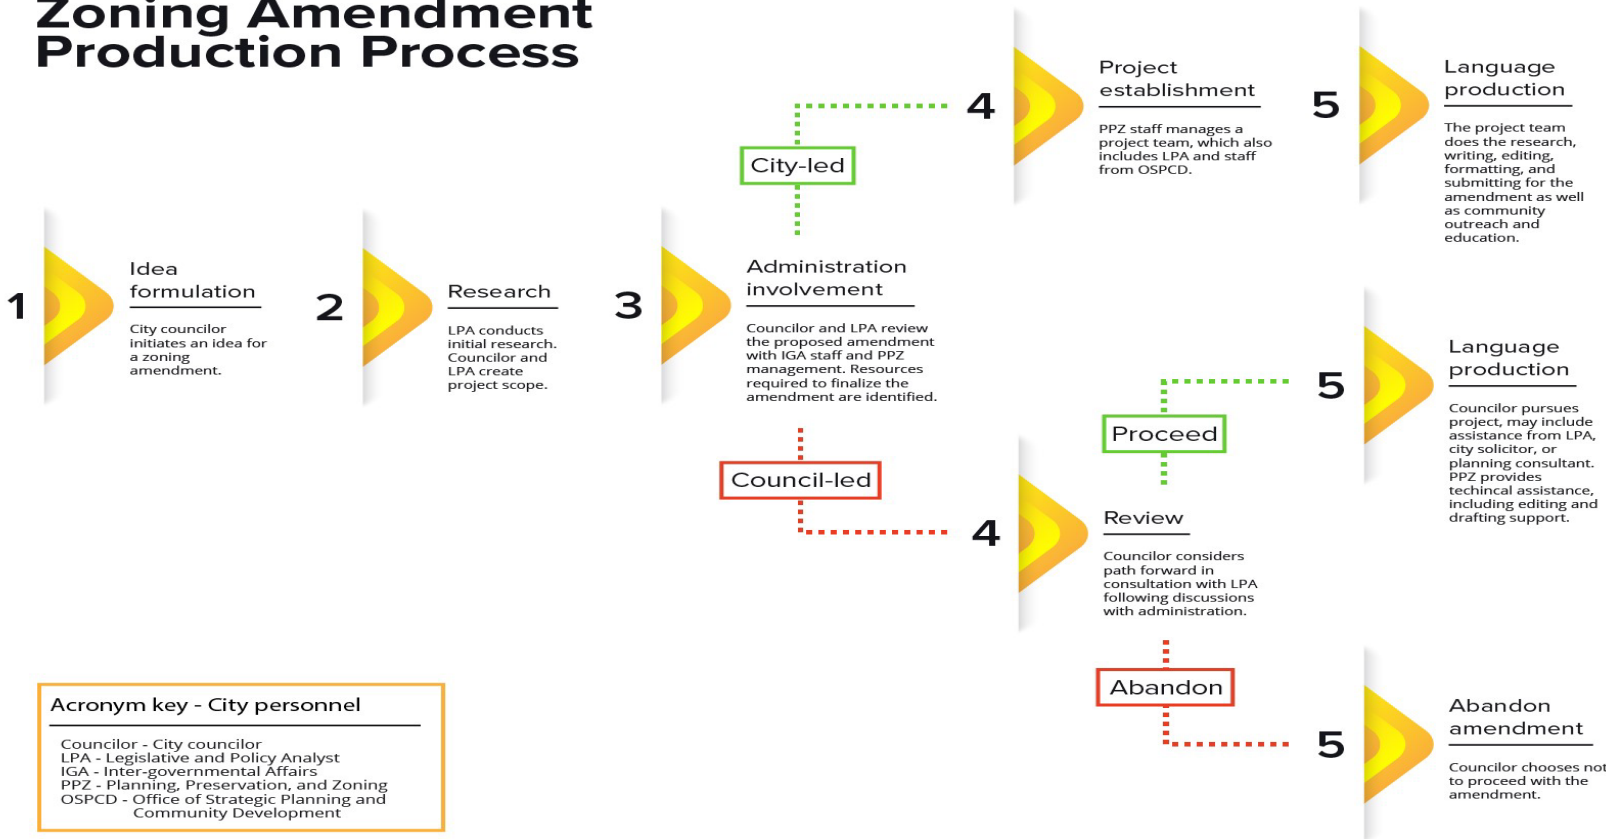 Zoning Amendment
Production Process
1
Idea
formulation
City councilor
initiates an idea for
a zoning
amendment.
2
Research
LPA conducts
initial research.
Councilor and
LPA create
project scope.
3
Administration
involvement
Councilor and LPA review
the proposed amendment
with IGA staff and PPZ
management. Resources
required to finalize the
amendment are identified.
City-led
4
Project
establishment
PPZ staff manages a
project team, which also
includes LPA and staff
from OSPCD.
5
Language
production
The project team
does the research,
writing, editing,
formatting, and
submitting for the
amendment as well
as community
outreach and
education.
Council-led
4
Review
Councilor considers
path forward in
consultation with LPA
following discussions
with administration.
Proceed
5
Language
production
Councilor pursues
project, may include
assistance from LPA,
city solicitor, or
planning consultant.
PPZ provides
techincal assistance,
including editing and
drafting support.
Abandon
5
Abandon
amendment
Councilor chooses not
to proceed with the
amendment.
Acronym key - City personnel
Councilor - City councilor
LPA - Legislative and Policy Analyst
IGA - Inter-governmental Affairs
PPZ - Planning, Preservation, and Zoning
OSPCD - Office of Strategic Planning and
Community Development